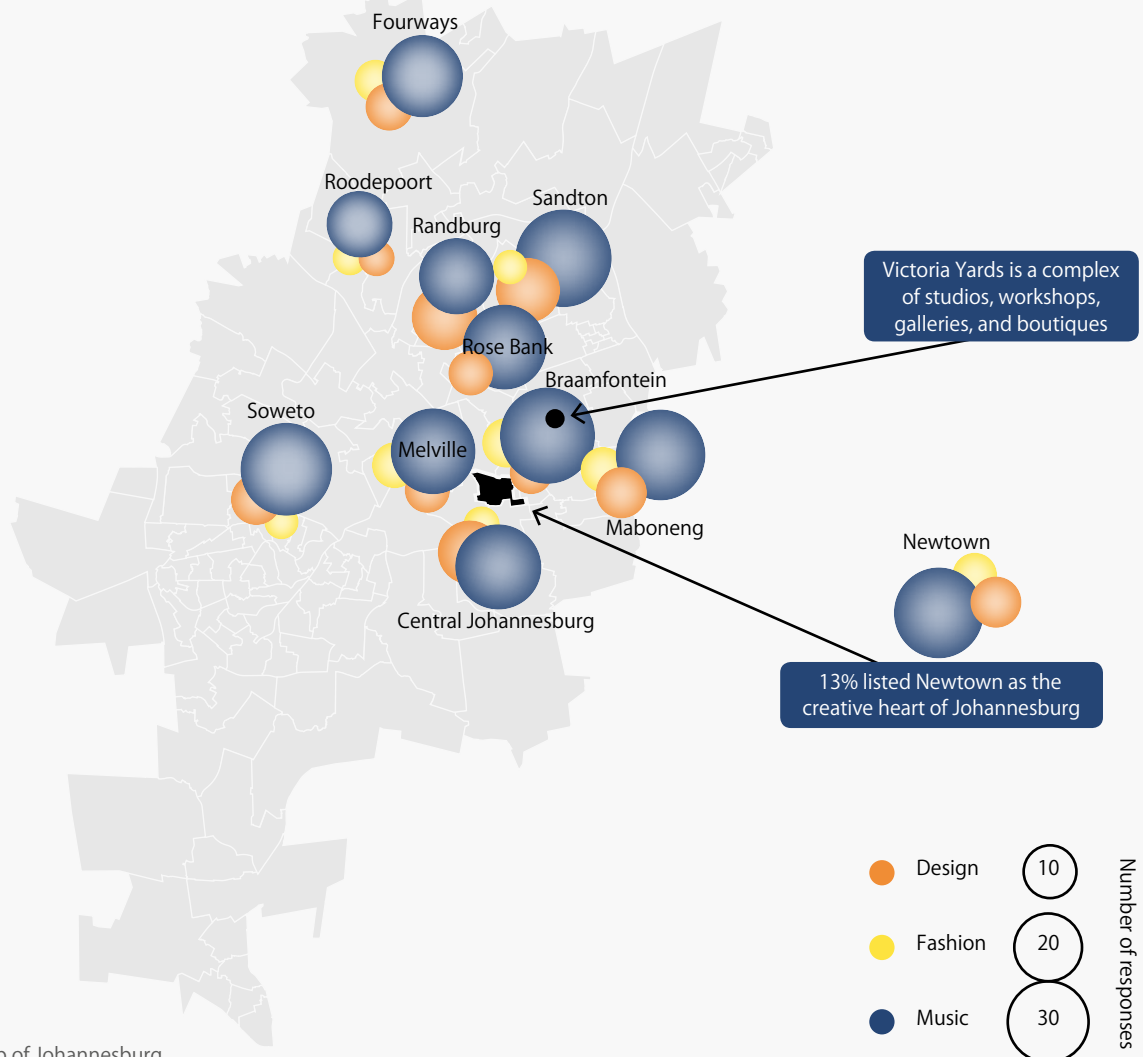 Fourways
Roodepoort
Sandton
Randburg
Victoria Yards is a complex
of studios, workshops,
galleries, and boutiques
Rose Bank
Braamfontein
Soweto
Melville
Maboneng
Newtown
Central Johannesburg
13% listed Newtown as the
creative heart of Johannesburg
Design
10
Fashion
20
Music
30
Number of responses
of Johannesburg